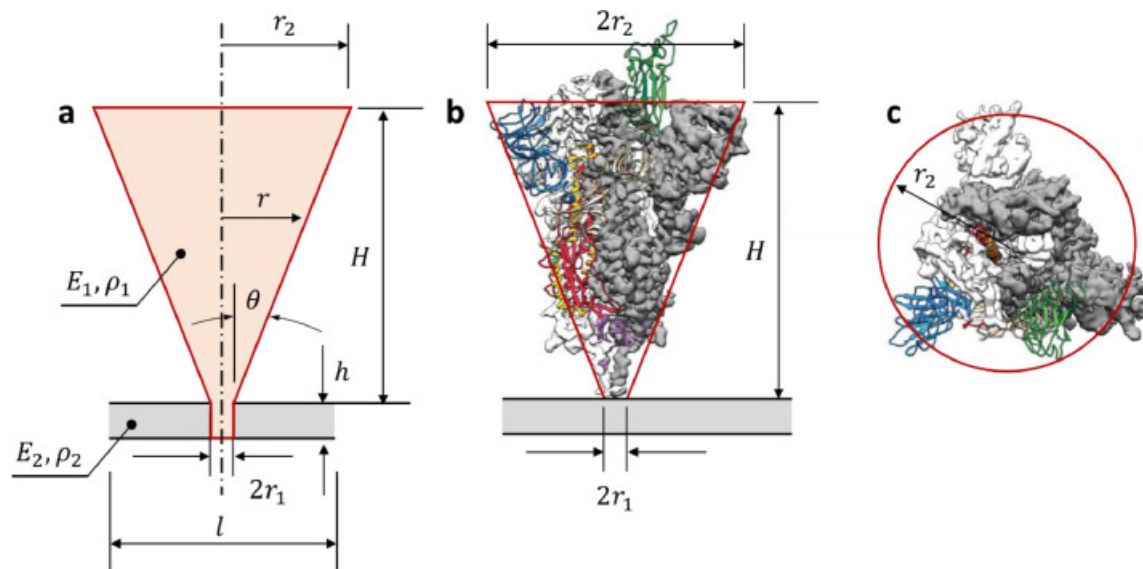 a
r₂
r
H
θ
E₁, ρ₁
h
E₂, ρ₂
2r₁
l
b
2r₂
H
2r₁
c
r₂